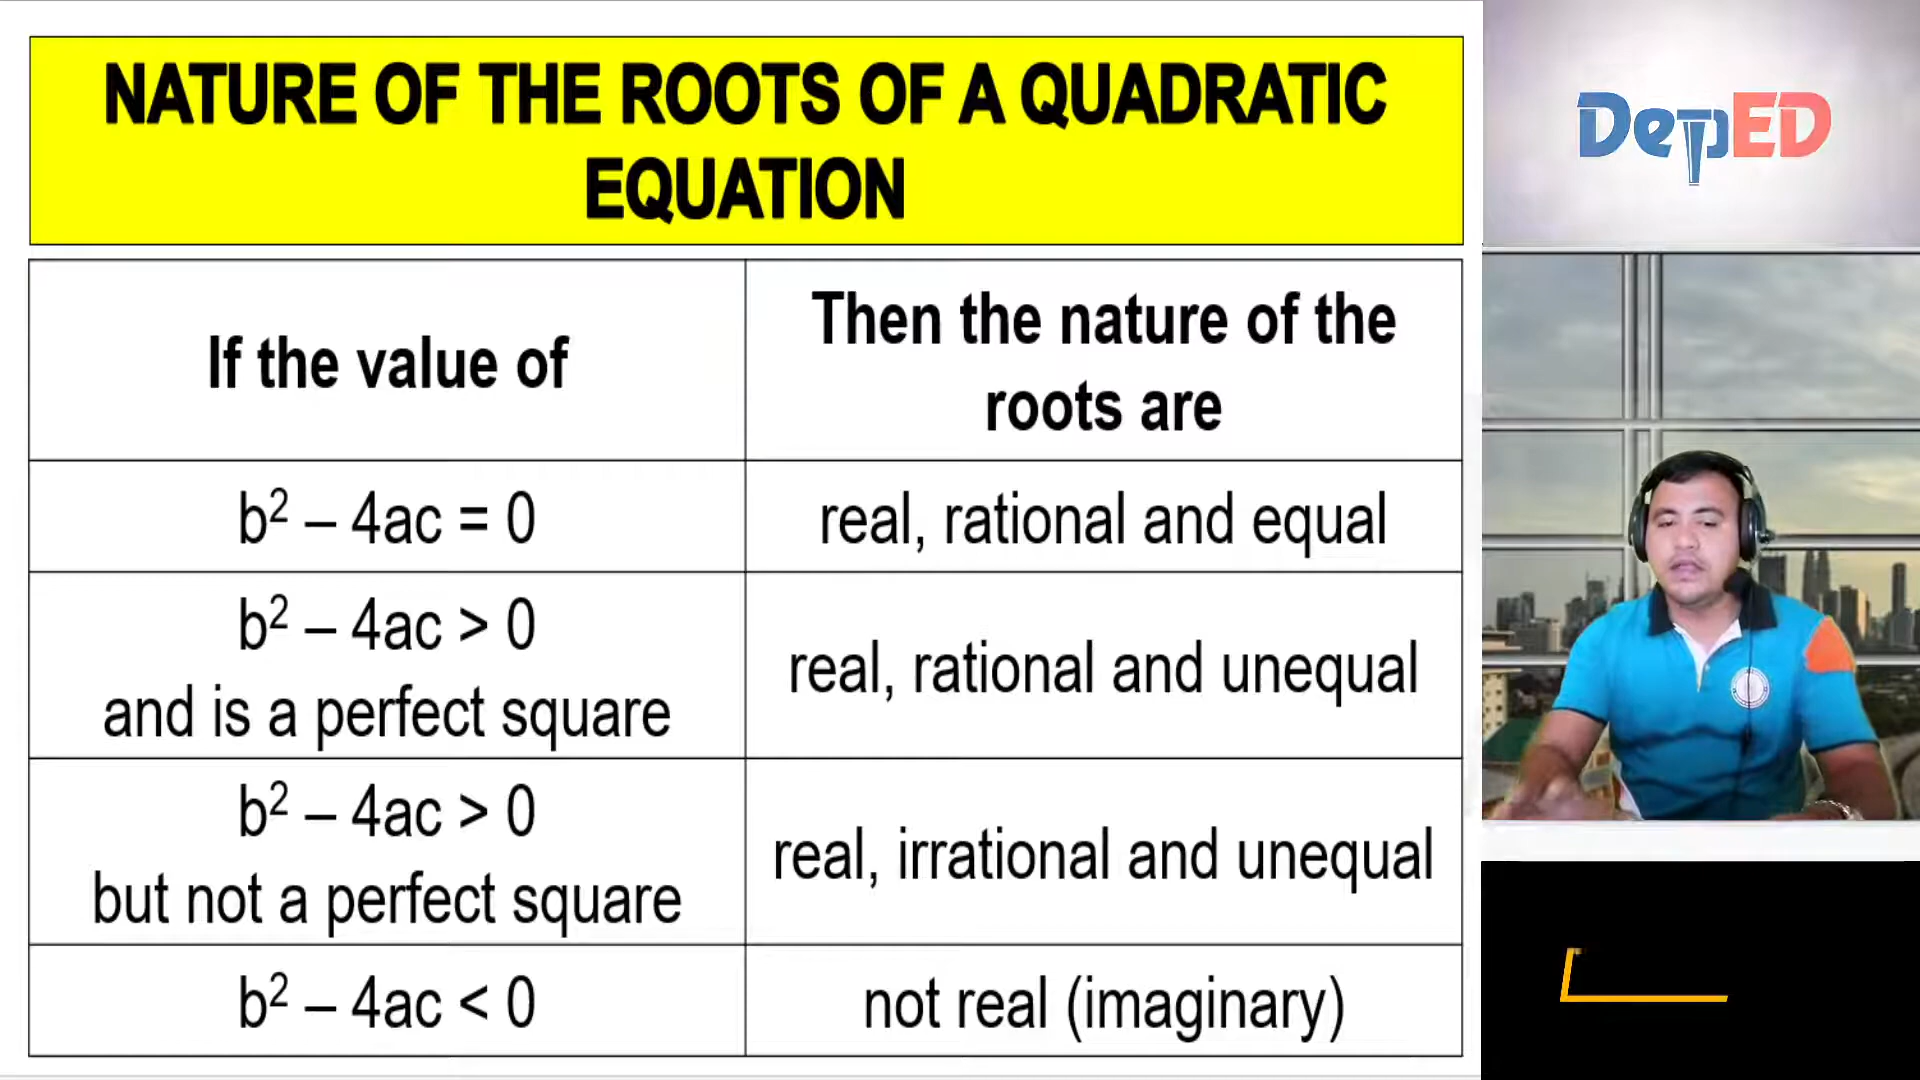 NATURE OF THE ROOTS OF A QUADRATIC
EQUATION
If the value of
Then the nature of the
roots are
b² – 4ac = 0
real, rational and equal
b² – 4ac > 0
and is a perfect square
real, rational and unequal
b² – 4ac > 0
but not a perfect square
real, irrational and unequal
b² – 4ac < 0
not real (imaginary)
DepED